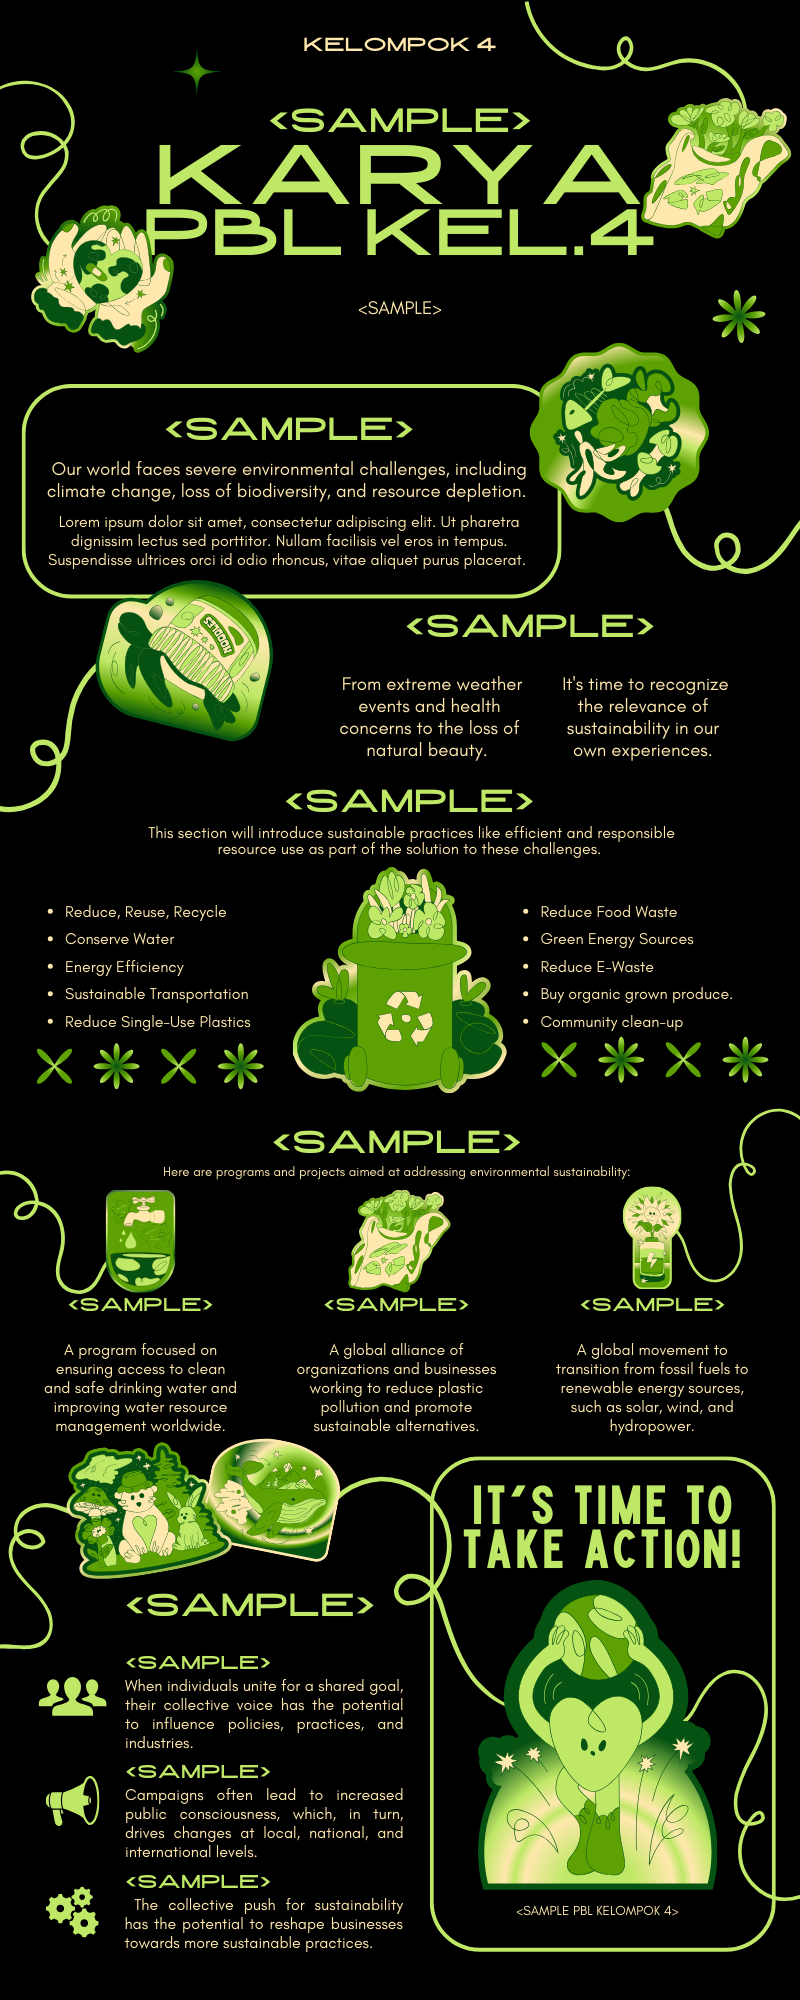 KELOMPOK 4
<SAMPLE>
KARYA
PBL KEL.4
<SAMPLE>
<SAMPLE>
Our world faces severe environmental challenges, including
climate change, loss of biodiversity, and resource depletion.
Lorem ipsum dolor sit amet, consectetur adipiscing elit. Ut pharetra
dignissim lectus sed porttitor. Nullam facilisis vel eros in tempus.
Suspendisse ultrices orci id odio rhoncus, vitae aliquet purus placerat.
NOODLES
<SAMPLE>
From extreme weather
events and health
concerns to the loss of
natural beauty.
It's time to recognize
the relevance of
sustainability in our
own experiences.
<SAMPLE>
This section will introduce sustainable practices like efficient and responsible
resource use as part of the solution to these challenges.
• Reduce, Reuse, Recycle
• Conserve Water
• Energy Efficiency
• Sustainable Transportation
• Reduce Single-Use Plastics
• Reduce Food Waste
• Green Energy Sources
• Reduce E-Waste
• Buy organic grown produce.
• Community clean-up
<SAMPLE>
Here are programs and projects aimed at addressing environmental sustainability:
<SAMPLE>
A program focused on
ensuring access to clean
and safe drinking water and
improving water resource
management worldwide.
<SAMPLE>
A global alliance of
organizations and businesses
working to reduce plastic
pollution and promote
sustainable alternatives.
<SAMPLE>
A global movement to
transition from fossil fuels to
renewable energy sources,
such as solar, wind, and
hydropower.
<SAMPLE>
<SAMPLE>
When individuals unite for a shared goal,
their collective voice has the potential
to influence policies, practices, and
industries.
<SAMPLE>
Campaigns often lead to increased
public consciousness, which, in turn,
drives changes at local, national, and
international levels.
<SAMPLE>
The collective push for sustainability
has the potential to reshape businesses
towards more sustainable practices.
IT'S TIME TO
TAKE ACTION!
<SAMPLE PBL KELOMPOK 4>